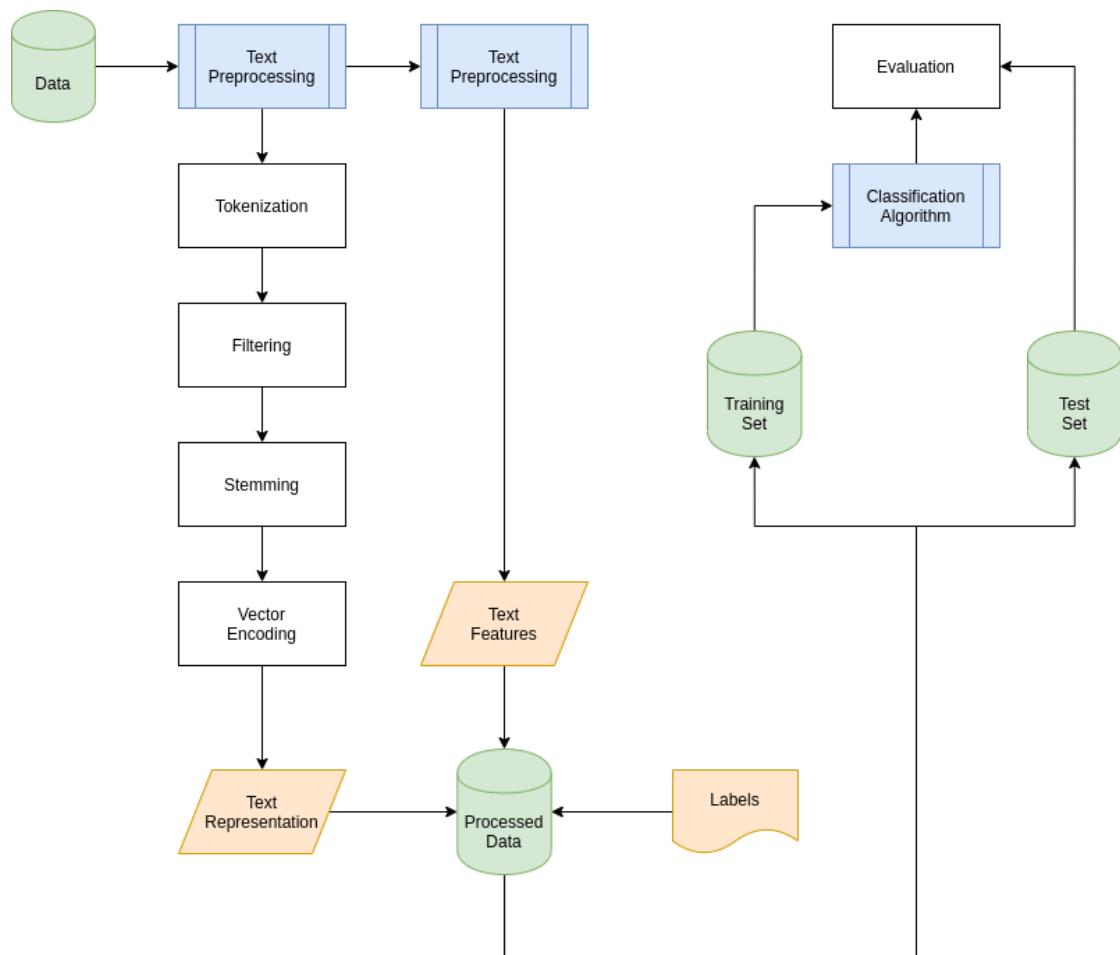 Data
Text
Preprocessing
Text
Preprocessing
Evaluation
Tokenization
Classification
Algorithm
Filtering
Training
Set
Test
Set
Stemming
Vector
Encoding
Text
Features
Text
Representation
Processed
Data
Labels